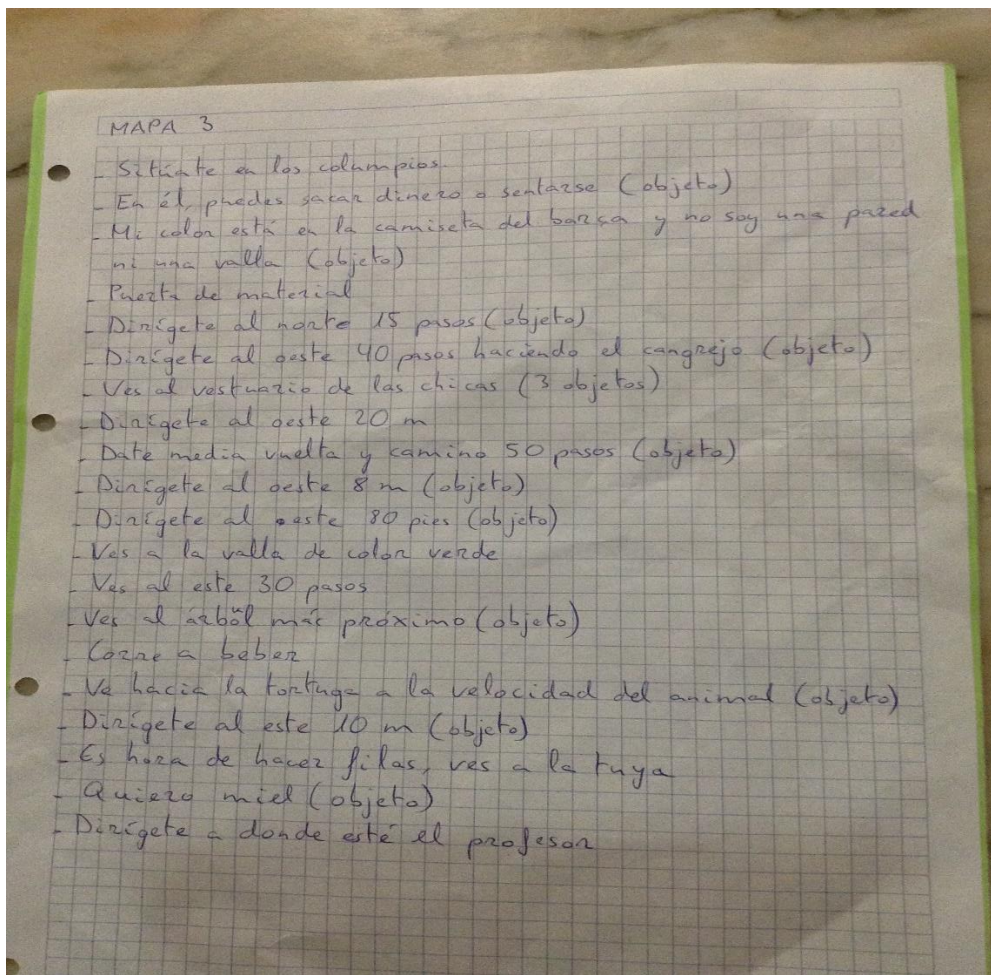 MAPA 3
- Sitúate en los columpios.
- En él, puedes sacar dinero o sentarse (objeto)
- Mi color está en la camiseta del barça y no soy una pared
ni una valla (objeto)
- Puerta de material
- Dirígete al norte 15 pasos (objeto)
- Dirígete al oeste 40 pasos haciendo el cangrejo (objeto)
- Ves al vestuario de las chicas (3 objetos)
- Dirígete al oeste 20 m
- Date media vuelta y camina 50 pasos (objeto)
- Dirígete al oeste 8 m (objeto)
- Dirígete al oeste 80 pies (objeto)
- Ves a la valla de color verde
- Ves al este 30 pasos
- Ves al árbol más próximo (objeto)
- Corre a beber
- Ve hacia la tortuga a la velocidad del animal (objeto)
- Dirígete al este 10 m (objeto)
- Es hora de hacer filas, ves a la tuya
- Quiero miel (objeto)
- Dirígete a donde esté el profesor